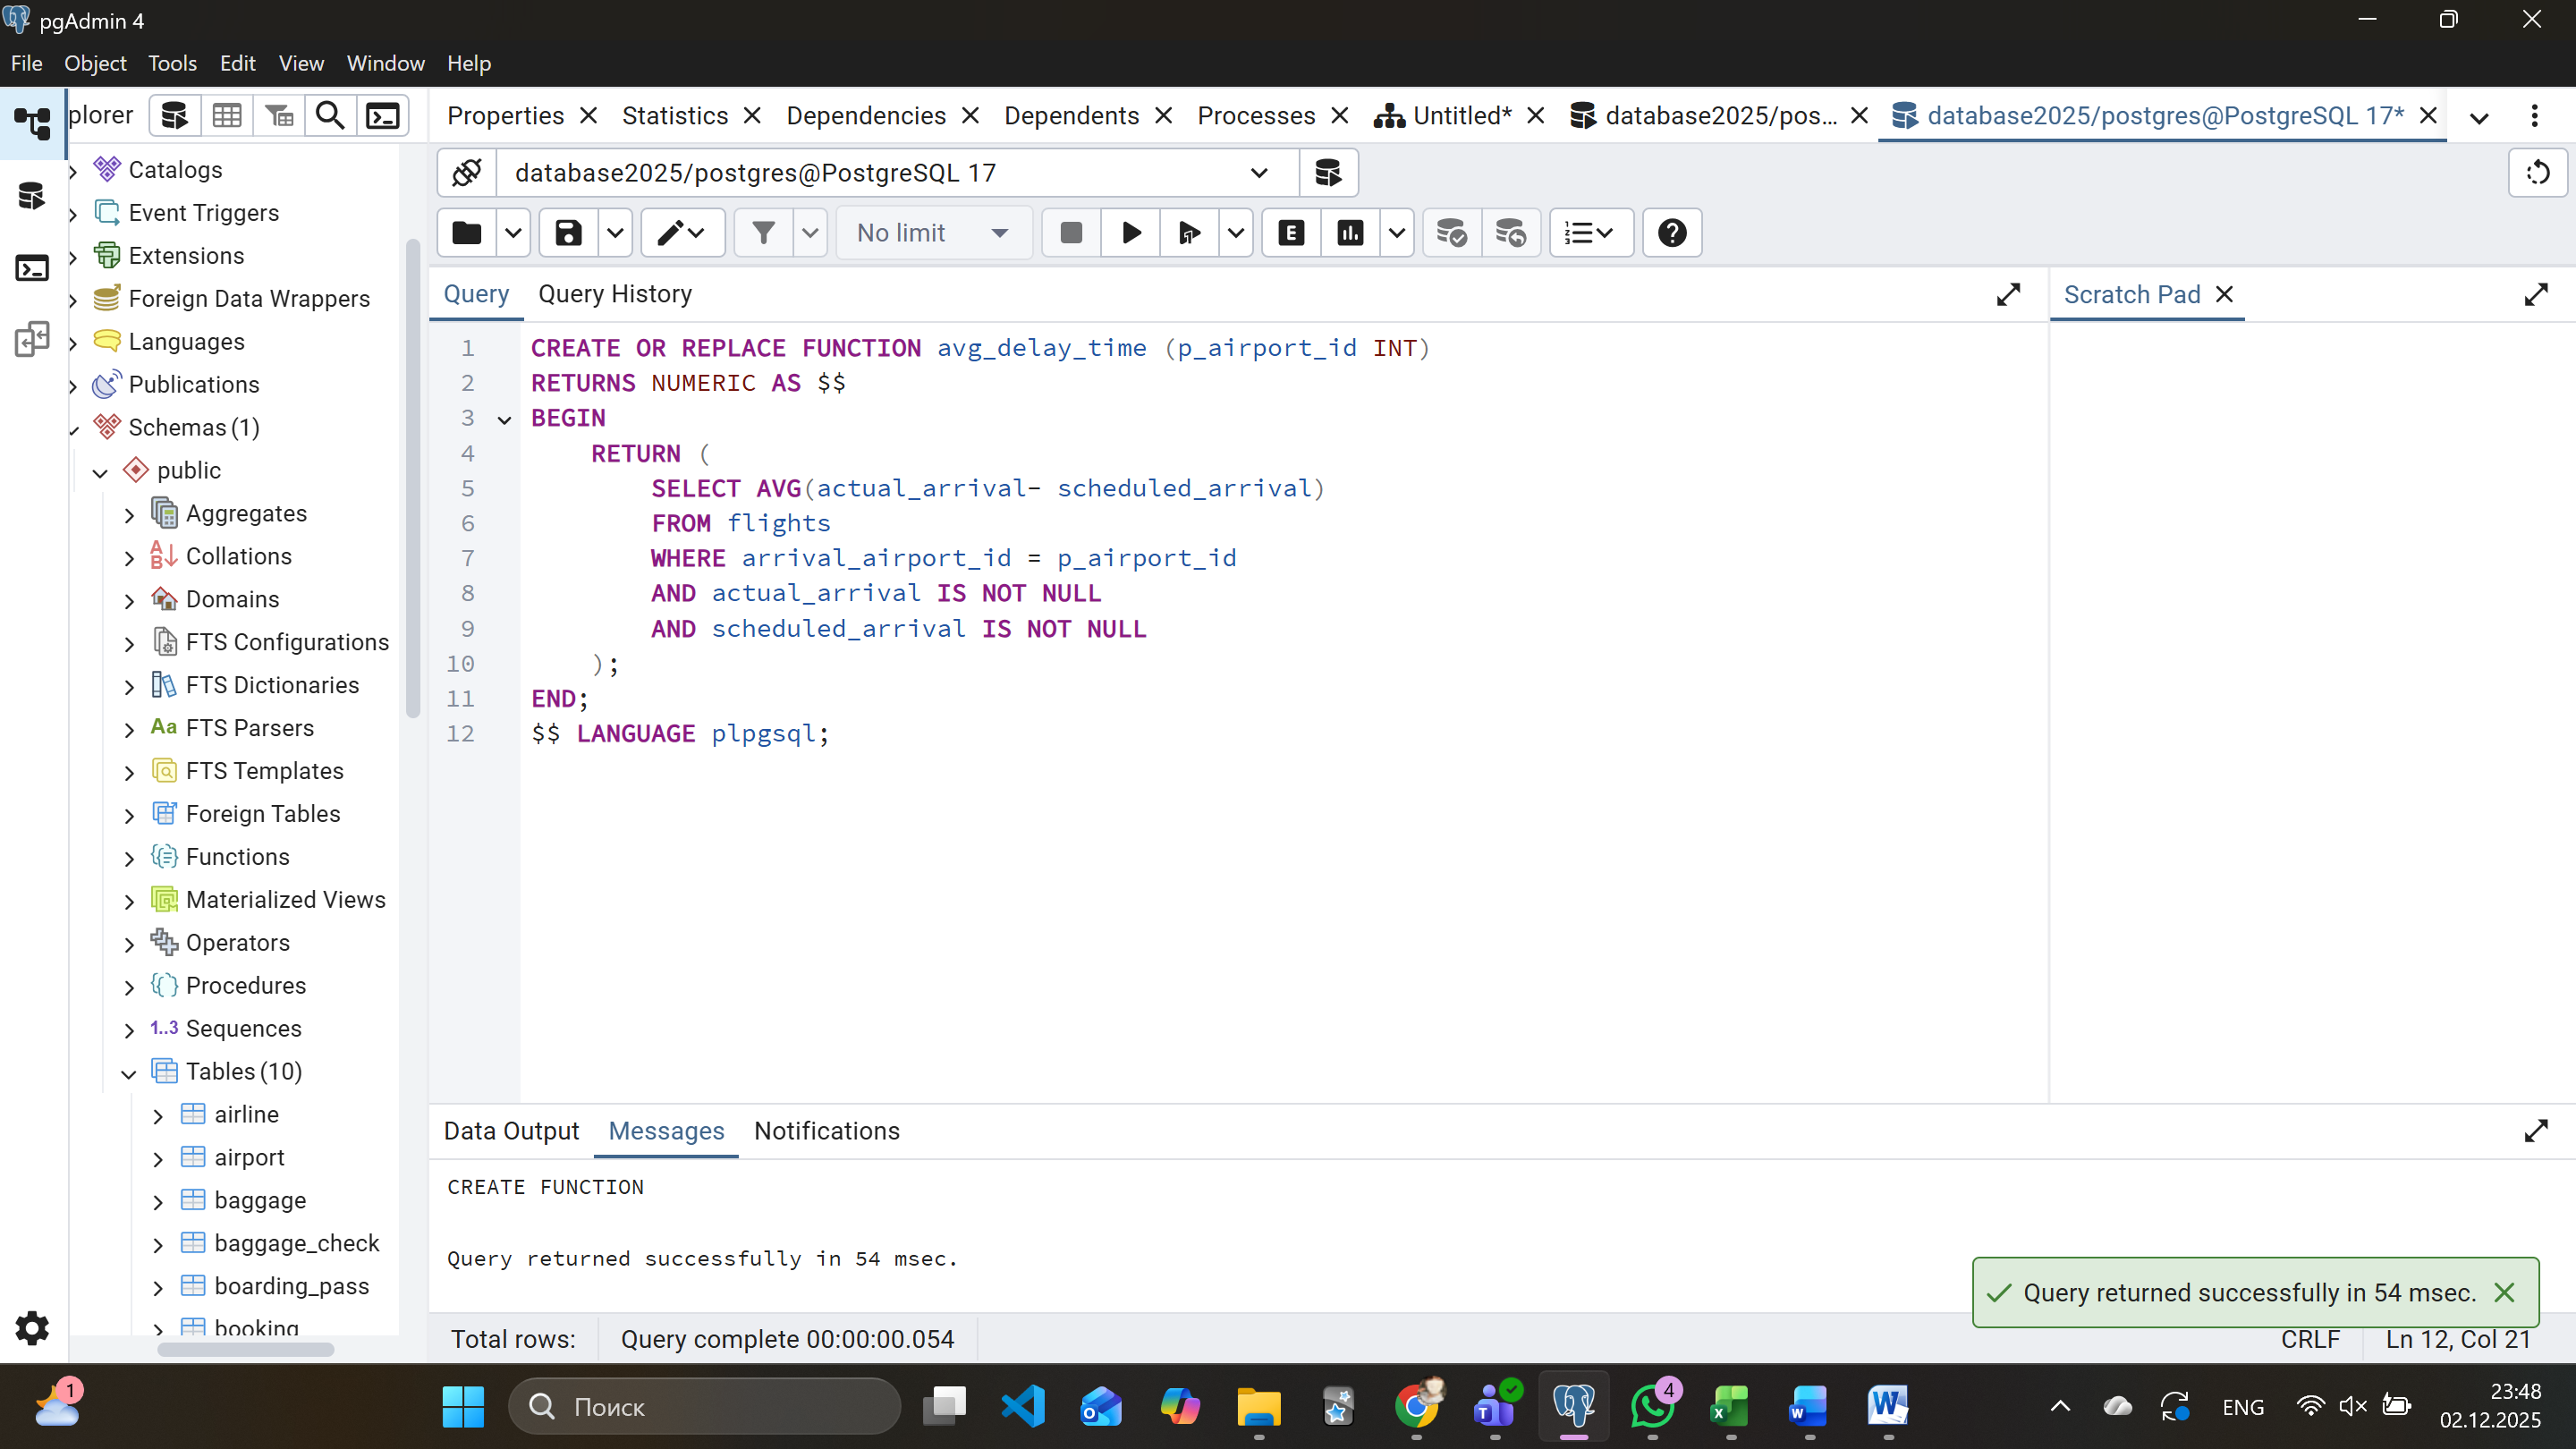 pgAdmin 4
File Object Tools Edit View Window Help
plorer
Properties Statistics Dependencies Dependents Processes Untitled* database2025/pos... database2025/postgres@PostgreSQL 17*
database2025/postgres@PostgreSQL 17
No limit
Query Query History
Scratch Pad
Catalogs
Event Triggers
Extensions
Foreign Data Wrappers
Languages
Publications
Schemas (1)
public
Aggregates
Collations
Domains
FTS Configurations
FTS Dictionaries
Aa FTS Parsers
FTS Templates
Foreign Tables
Functions
Materialized Views
Operators
Procedures
1..3 Sequences
Tables (10)
airline
airport
baggage
baggage_check
boarding_pass
booking
1 CREATE OR REPLACE FUNCTION avg_delay_time (p_airport_id INT)
2 RETURNS NUMERIC AS $$
3 BEGIN
4 RETURN (
5 SELECT AVG(actual_arrival- scheduled_arrival)
6 FROM flights
7 WHERE arrival_airport_id = p_airport_id
8 AND actual_arrival IS NOT NULL
9 AND scheduled_arrival IS NOT NULL
10 );
11 END;
12 $$ LANGUAGE plpgsql;
Data Output Messages Notifications
CREATE FUNCTION
Query returned successfully in 54 msec.
Query returned successfully in 54 msec.
Total rows: Query complete 00:00:00.054
CRLF Ln 12, Col 21
1
Поиск
4
ENG
23:48
02.12.2025